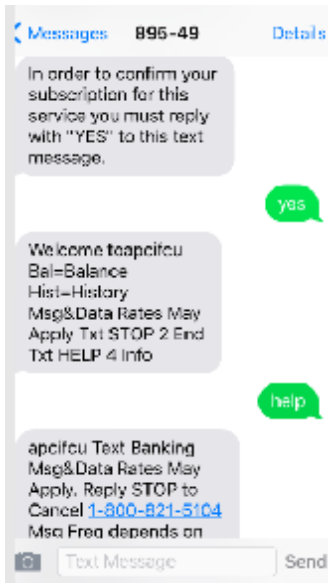 Messages 895-49 Details
In order to confirm your
subscription for this
service you must reply
with "YES" to this text
message.
yes
Welcome toapcifcu
Bal=Balance
Hist=History
Msg&Data Rates May
Apply Txt STOP 2 End
Txt HELP 4 Info
help
apcifcu Text Banking
Msg&Data Rates May
Apply. Reply STOP to
Cancel 1-800-821-5104
Msg Freq depends on
Text Message Send